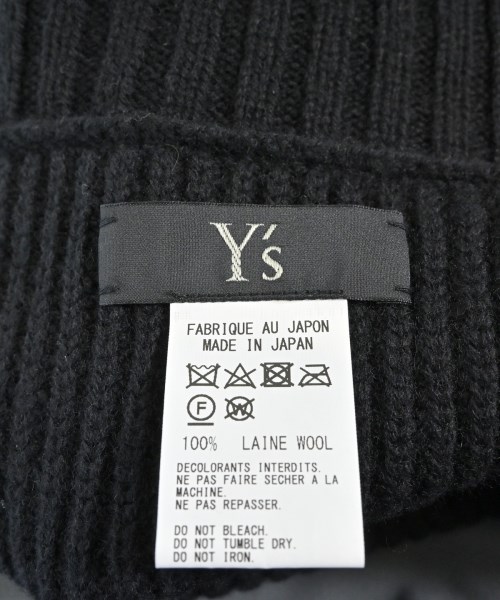 Y's
FABRIQUE AU JAPON
MADE IN JAPAN
F W
100% LAINE WOOL
DECOLORANTS INTERDITS.
NE PAS FAIRE SECHER A LA
MACHINE.
NE PAS REPASSER.
DO NOT BLEACH.
DO NOT TUMBLE DRY.
DO NOT IRON.